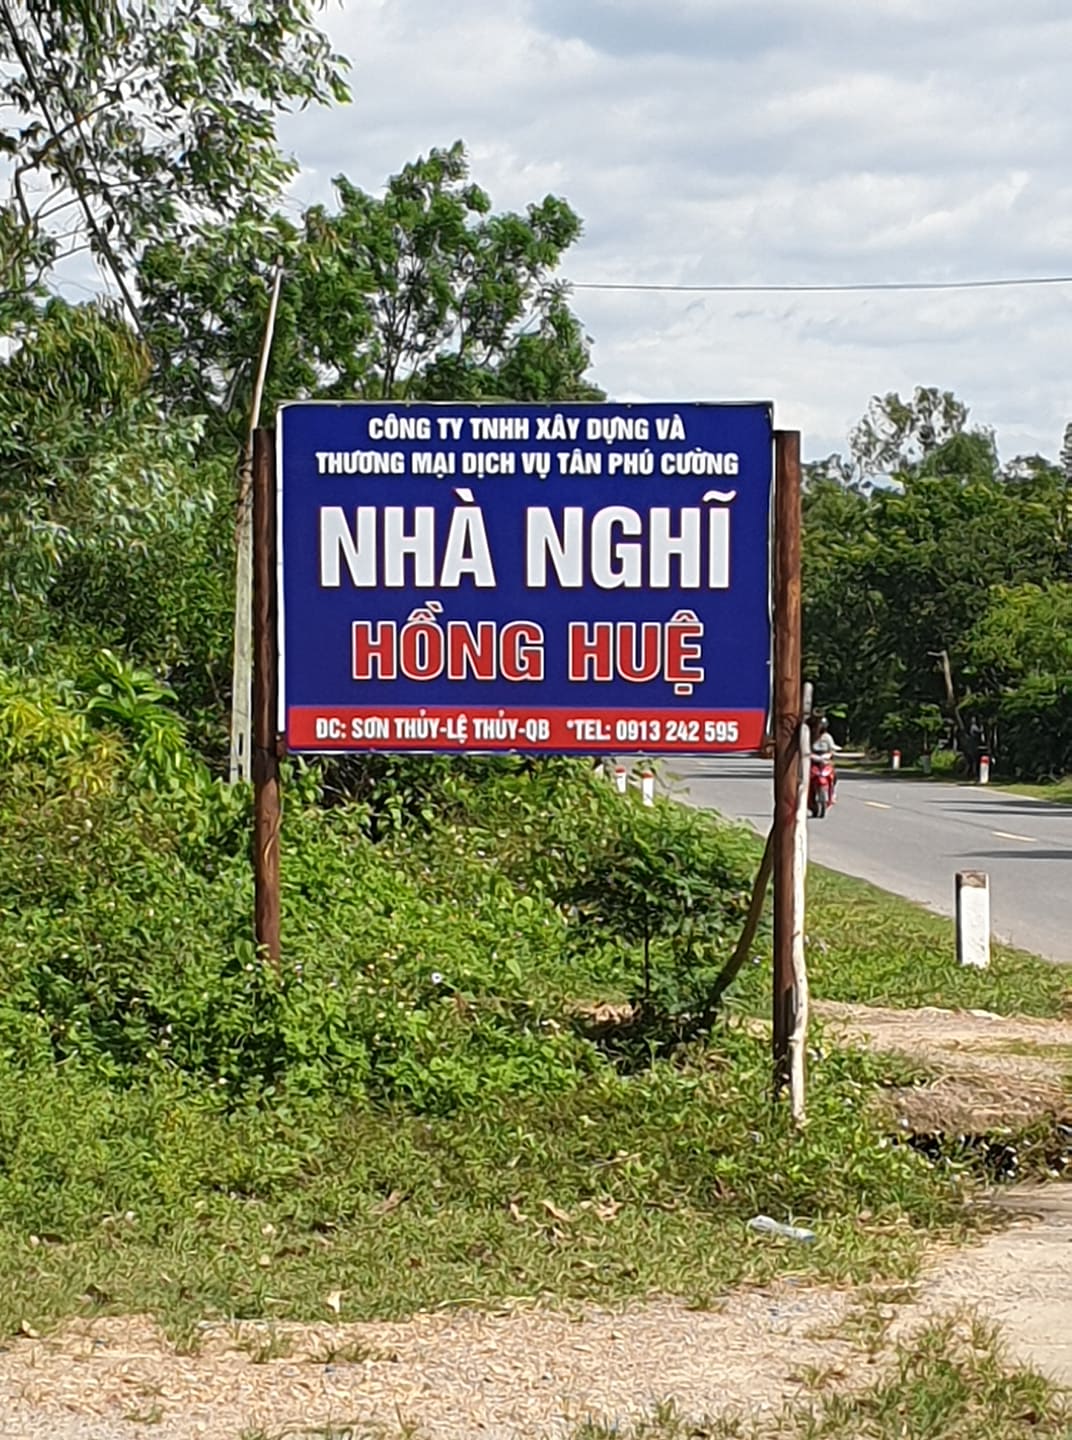 CÔNG TY TNHH XÂY DỰNG VÀ
THƯƠNG MẠI DỊCH VỤ TÂN PHÚ CƯỜNG
NHÀ NGHĨ
HỒNG HUỆ
ĐC: SƠN THỦY-LỆ THỦY-QB *TEL: 0913 242 595